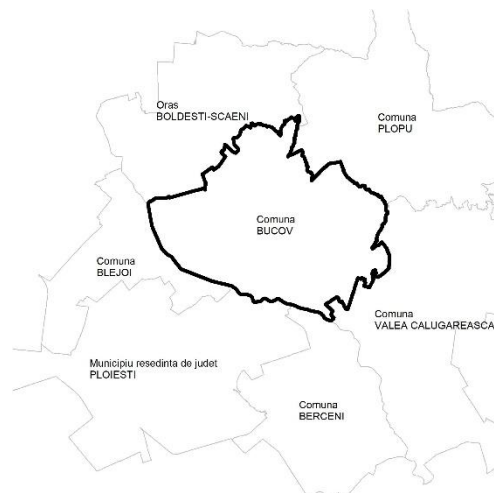 Oras
BOLDESTI-SCAENI
Comuna
PLOPU
Comuna
BUCOV
Comuna
BLEJOI
Comuna
VALEA CALUGAREASCA
Municipiu resedinta de judet
PLOIESTI
Comuna
BERCENI